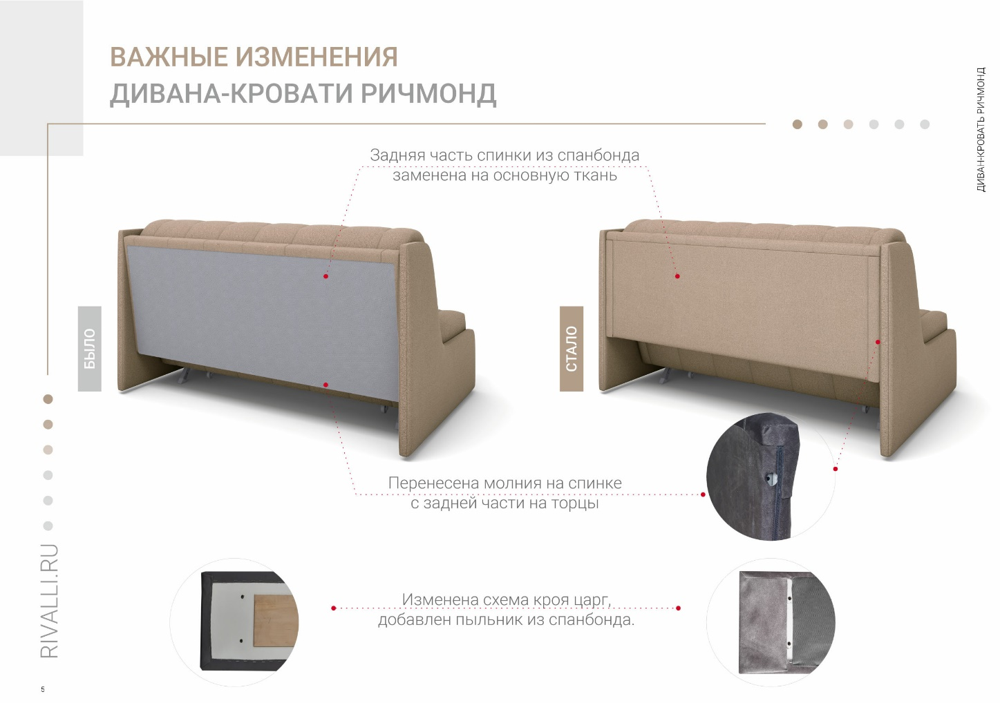 ВАЖНЫЕ ИЗМЕНЕНИЯ
ДИВАНА-КРОВАТИ РИЧМОНД
ДИВАН-КРОВАТЬ РИЧМОНД
Задняя часть спинки из спанбонда
заменена на основную ткань
БЫЛО
СТАЛО
Перенесена молния на спинке
с задней части на торцы
Изменена схема кроя царг,
добавлен пыльник из спанбонда.
RIVALLI.RU
5